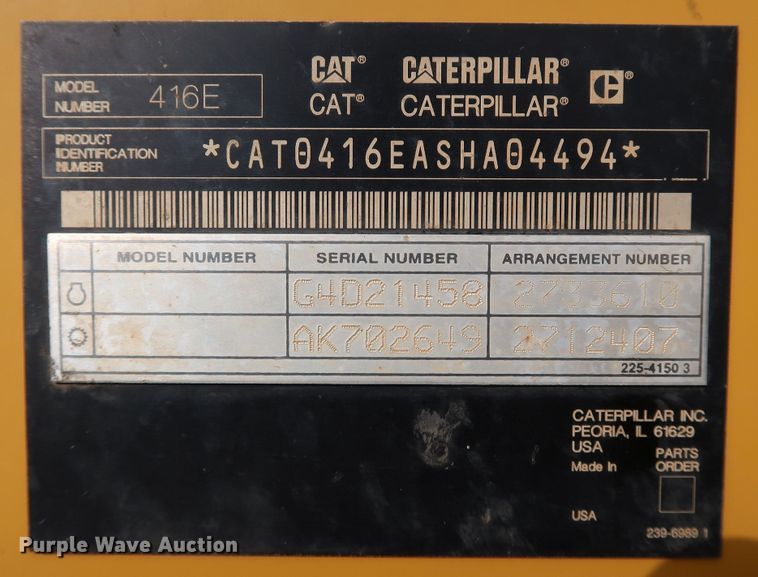 MODEL NUMBER 416E
CAT® CATERPILLAR® C®
CAT® CATERPILLAR®
PRODUCT IDENTIFICATION NUMBER *CAT0416EASHA04494*
MODEL NUMBER SERIAL NUMBER ARRANGEMENT NUMBER
G4D21458 2733610
AK702649 2712407
225-4150 3
CATERPILLAR INC.
PEORIA, IL 61629
USA
Made In
PARTS ORDER
USA
239-6989 1
Purple Wave Auction